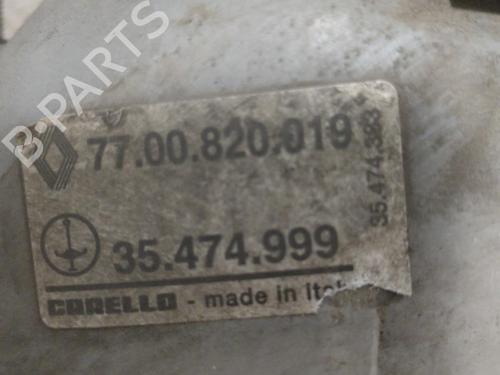 B-PARTS
77.00.820.019
35.474.383
35.474.999
CARELLO - made in Ital